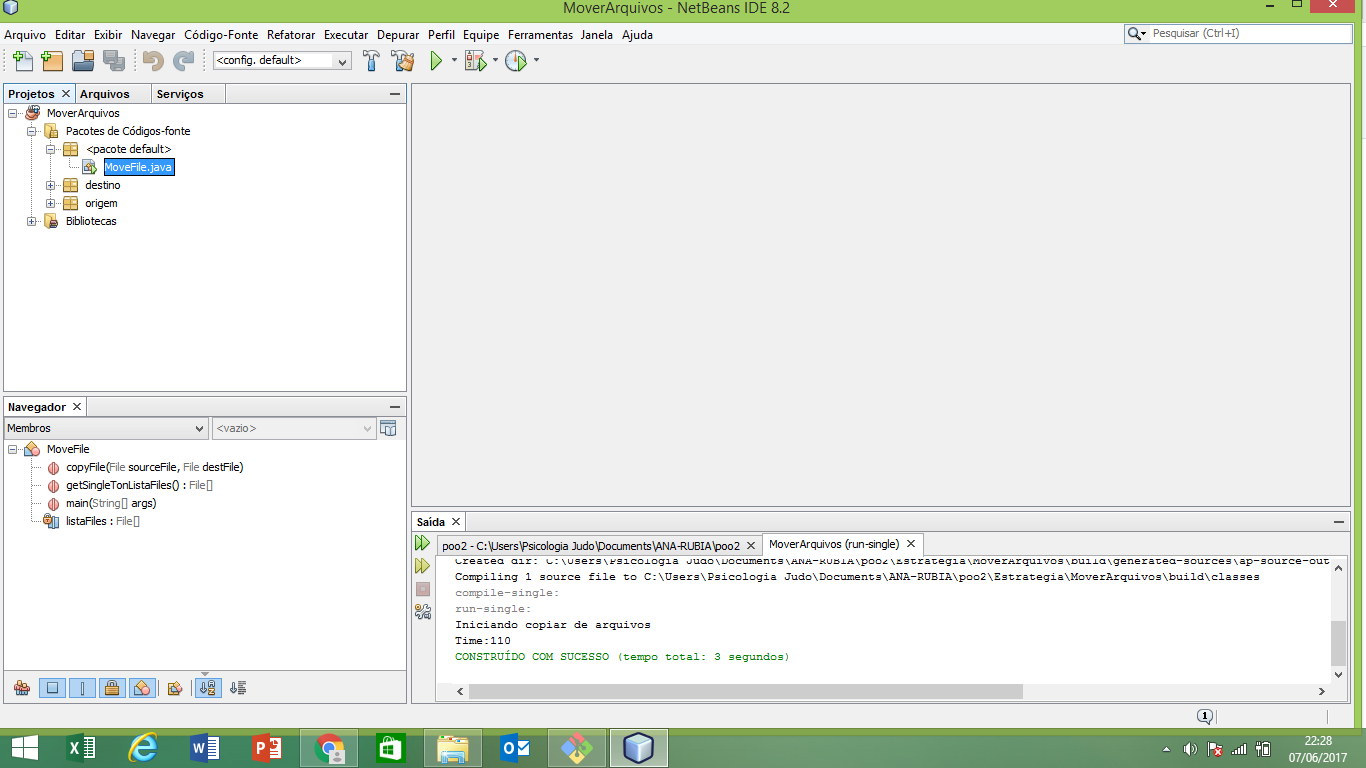 MoverArquivos - NetBeans IDE 8.2
Arquivo Editar Exibir Navegar Código-Fonte Refatorar Executar Depurar Perfil Equipe Ferramentas Janela Ajuda
Pesquisar (Ctrl+I)
<config. default>
Projetos Arquivos Serviços
MoverArquivos
Pacotes de Códigos-fonte
<pacote default>
MoveFile.java
destino
origem
Bibliotecas
Navegador
Membros <vazio>
MoveFile
copyFile(File sourceFile, File destFile)
getSingleTonListaFiles() : File[]
main(String[] args)
listaFiles : File[]
Saída
poo2 - C:\Users\Psicologia Judo\Documents\ANA-RUBIA\poo2 MoverArquivos (run-single)
Created dir: C:\Users\Psicologia Judo\Documents\ANA-RUBIA\poo2\Estrategia\MoverArquivos\build\generated-sources\ap-source-out
Compiling 1 source file to C:\Users\Psicologia Judo\Documents\ANA-RUBIA\poo2\Estrategia\MoverArquivos\build\classes
compile-single:
run-single:
Iniciando copiar de arquivos
Time:110
CONSTRUÍDO COM SUCESSO (tempo total: 3 segundos)
1
22:28
07/06/2017